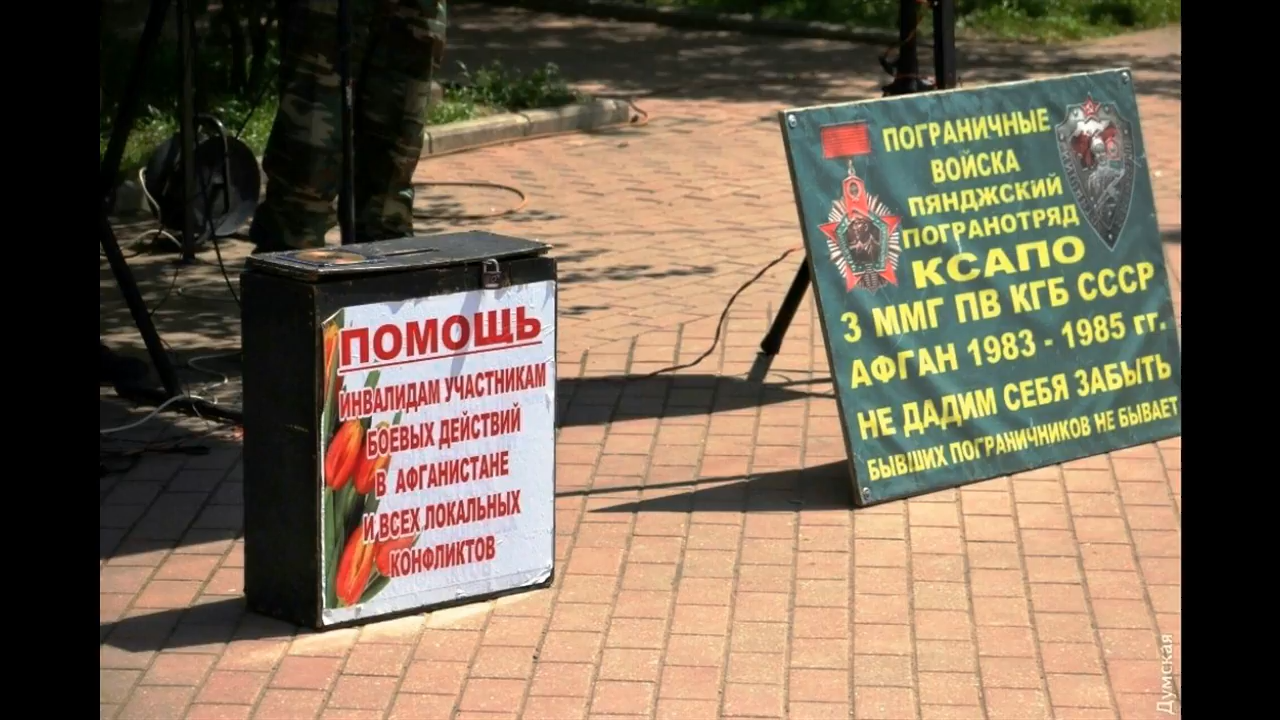 ПОМОЩЬ
ИНВАЛИДАМ УЧАСТНИКАМ
БОЕВЫХ ДЕЙСТВИЙ
В АФГАНИСТАНЕ
И ВСЕХ ЛОКАЛЬНЫХ
КОНФЛИКТОВ
ПОГРАНИЧНЫЕ
ВОЙСКА
ПЯНДЖСКИЙ
ПОГРАНОТРЯД
КСАПО
3 ММГ ПВ КГБ СССР
АФГАН 1983 - 1985 гг.
НЕ ДАДИМ СЕБЯ ЗАБЫТЬ
БЫВШИХ ПОГРАНИЧНИКОВ НЕ БЫВАЕТ
Думская